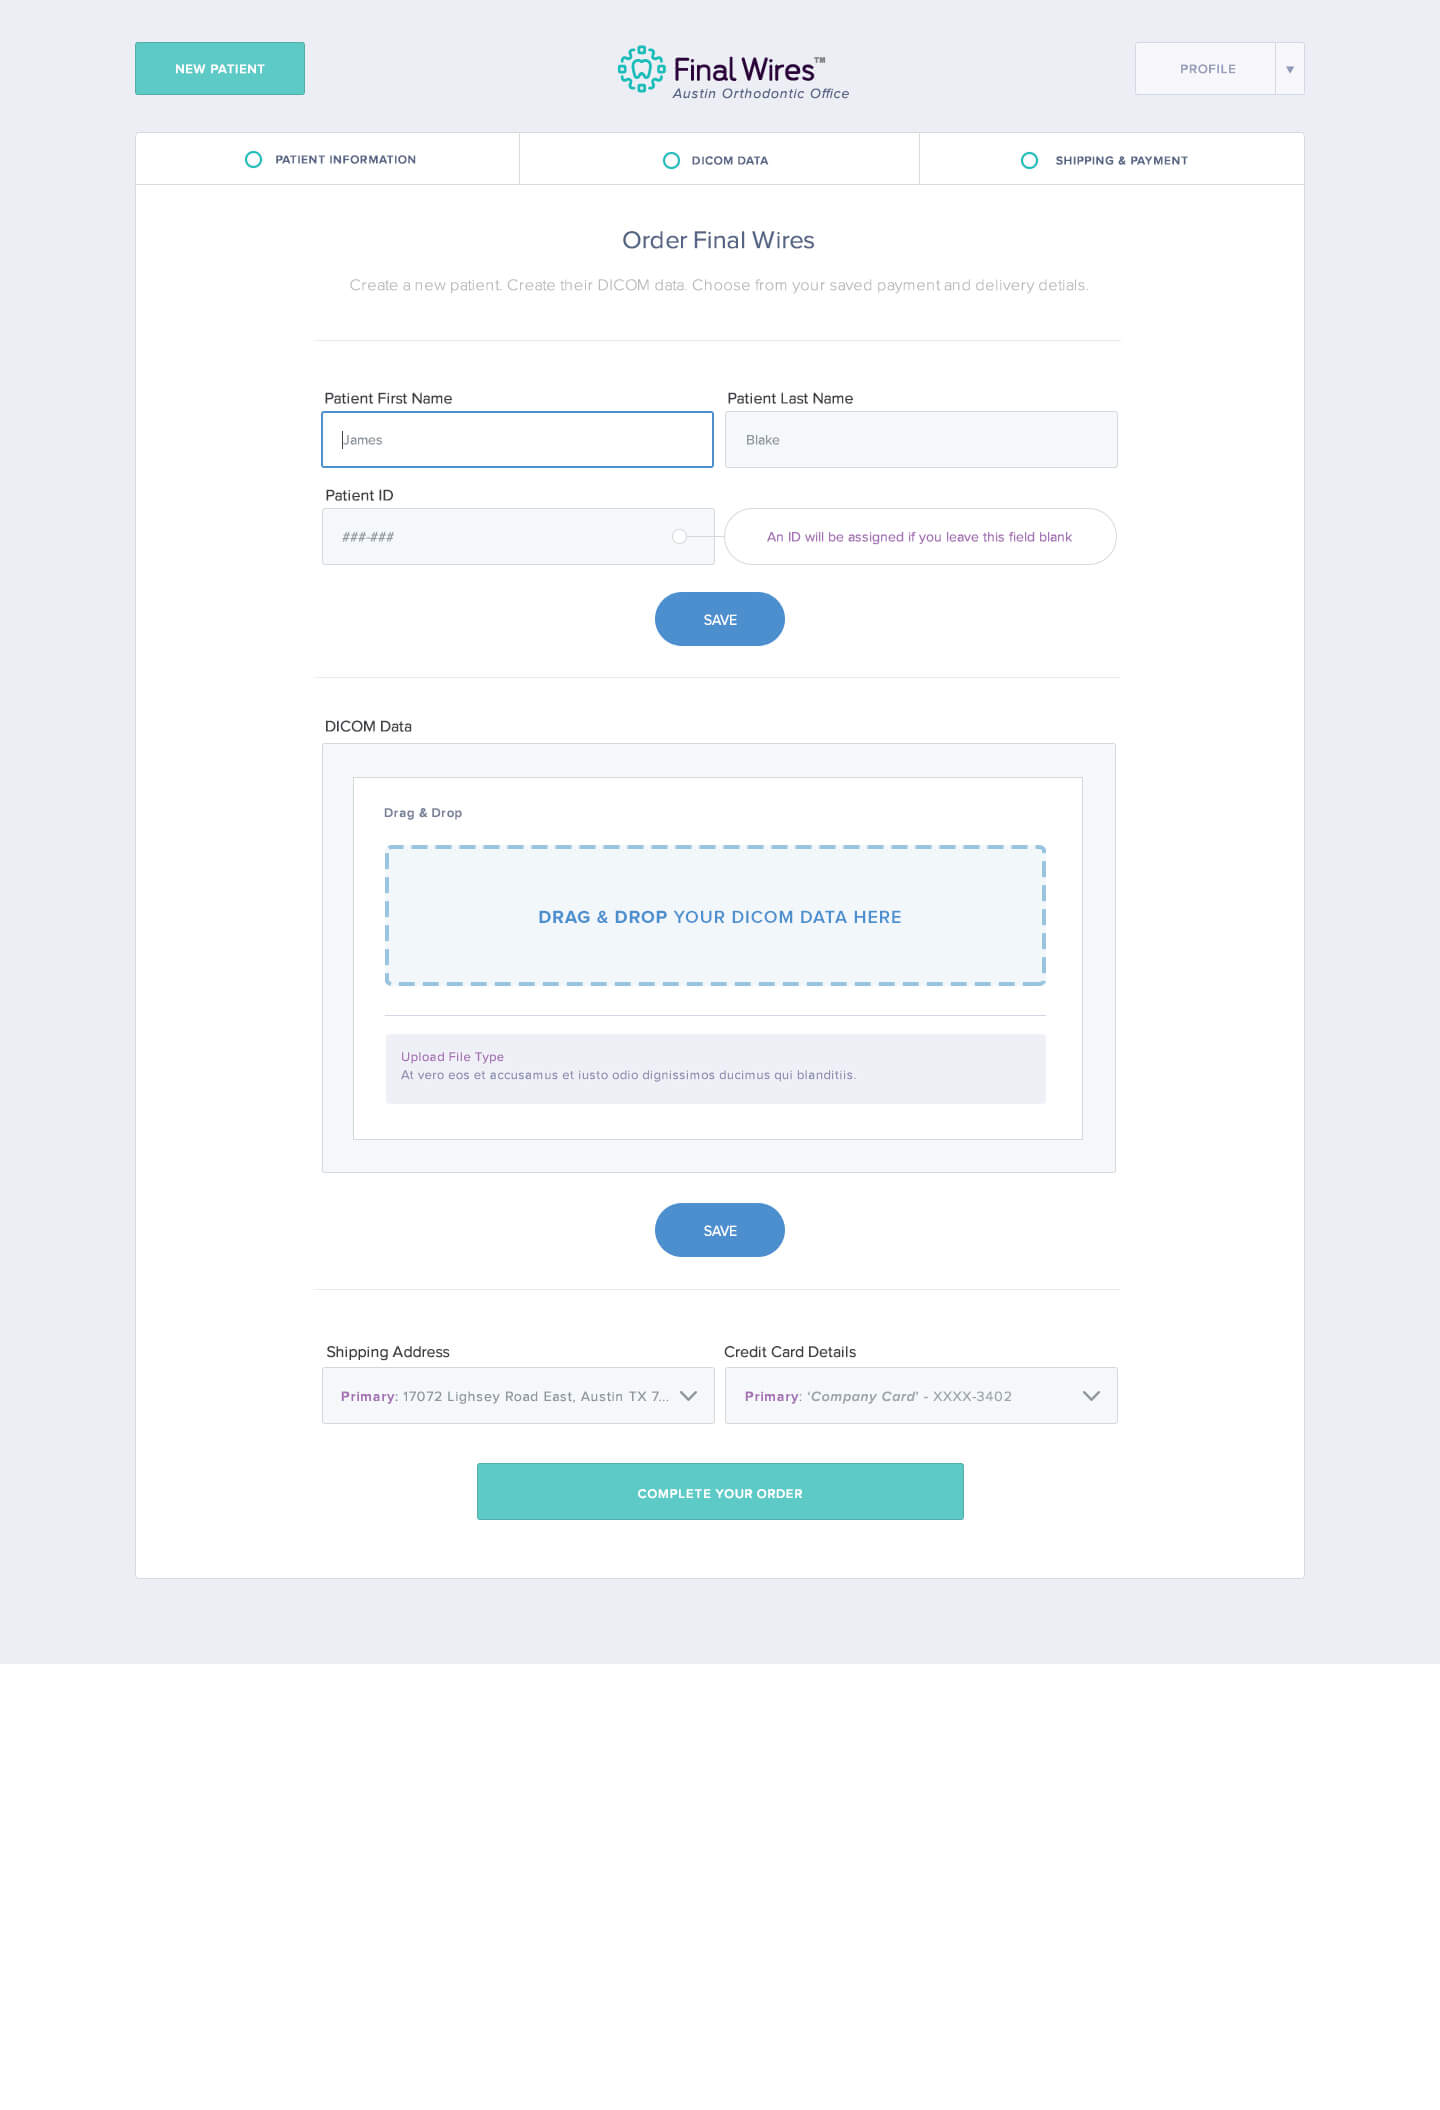 NEW PATIENT
Final Wires™
Austin Orthodontic Office
PROFILE
PATIENT INFORMATION
DICOM DATA
SHIPPING & PAYMENT
Order Final Wires
Create a new patient. Create their DICOM data. Choose from your saved payment and delivery detials.
Patient First Name
Patient Last Name
James
Blake
Patient ID
###-###
An ID will be assigned if you leave this field blank
SAVE
DICOM Data
Drag & Drop
DRAG & DROP YOUR DICOM DATA HERE
Upload File Type
At vero eos et accusamus et iusto odio dignissimos ducimus qui blanditiis.
SAVE
Shipping Address
Credit Card Details
Primary: 17072 Lighsey Road East, Austin TX 7...
Primary: ‘Company Card’ - XXXX-3402
COMPLETE YOUR ORDER